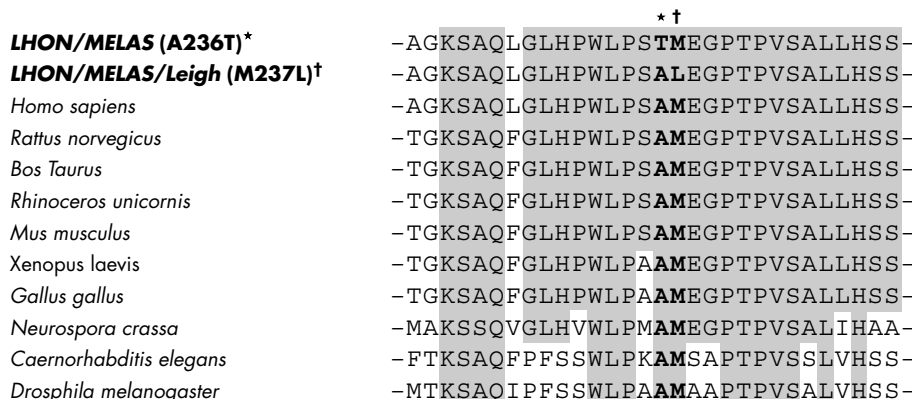 ★ †
LHON/MELAS (A236T)★ –AGKSAQLGLHPWLPSTMEGPTPVSALLHSS–
LHON/MELAS/Leigh (M237L)† –AGKSAQLGLHPWLPSALEGPTPVSALLHSS–
Homo sapiens –AGKSAQLGLHPWLPSAMEGPTPVSALLHSS–
Rattus norvegicus –TGKSAQFGLHPWLPSAMEGPTPVSALLHSS–
Bos Taurus –TGKSAQFGLHPWLPSAMEGPTPVSALLHSS–
Rhinoceros unicornis –TGKSAQFGLHPWLPSAMEGPTPVSALLHSS–
Mus musculus –TGKSAQFGLHPWLPSAMEGPTPVSALLHSS–
Xenopus laevis –TGKSAQFGLHPWLPAAMEGPTPVSALLHSS–
Gallus gallus –TGKSAQFGLHPWLPAAMEGPTPVSALLHSS–
Neurospora crassa –MAKSSQVGLHVWLPMAMEGPTPVSALIHAA–
Caernorhabditis elegans –FTKSAQFPFSSWLPKAMSAPTPVSSLVHSS–
Drosphila melanogaster –MTKSAQIPFSSWLPAAMAAPTPVSALVHSS–